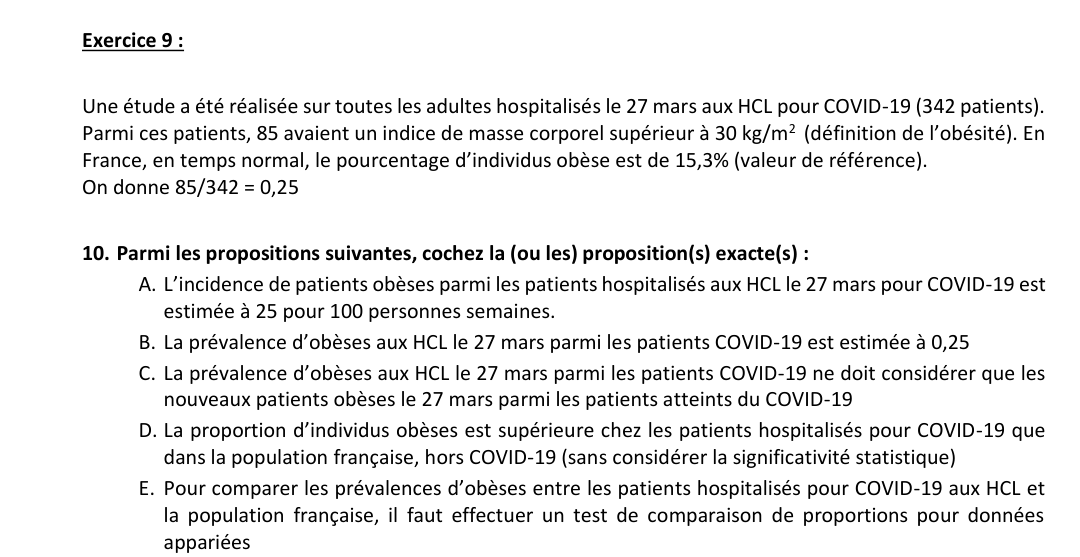 Exercice 9 :
Une étude a été réalisée sur toutes les adultes hospitalisés le 27 mars aux HCL pour COVID-19 (342 patients).
Parmi ces patients, 85 avaient un indice de masse corporel supérieur à 30 kg/m² (définition de l'obésité). En
France, en temps normal, le pourcentage d'individus obèse est de 15,3% (valeur de référence).
On donne 85/342 = 0,25
10. Parmi les propositions suivantes, cochez la (ou les) proposition(s) exacte(s) :
A. L'incidence de patients obèses parmi les patients hospitalisés aux HCL le 27 mars pour COVID-19 est
estimée à 25 pour 100 personnes semaines.
B. La prévalence d'obèses aux HCL le 27 mars parmi les patients COVID-19 est estimée à 0,25
C. La prévalence d'obèses aux HCL le 27 mars parmi les patients COVID-19 ne doit considérer que les
nouveaux patients obèses le 27 mars parmi les patients atteints du COVID-19
D. La proportion d'individus obèses est supérieure chez les patients hospitalisés pour COVID-19 que
dans la population française, hors COVID-19 (sans considérer la significativité statistique)
E. Pour comparer les prévalences d'obèses entre les patients hospitalisés pour COVID-19 aux HCL et
la population française, il faut effectuer un test de comparaison de proportions pour données
appariées